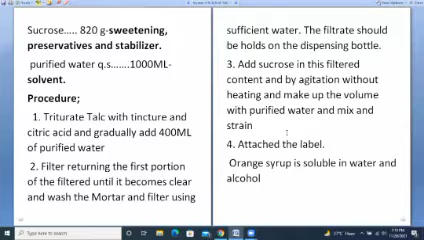 Sucrose..... 820 g-sweetening,
preservatives and stabilizer.
purified water q.s.......1000ML-
solvent.
Procedure;
1. Triturate Talc with tincture and
citric acid and gradually add 400ML
of purified water
2. Filter returning the first portion
of the filtered until it becomes clear
and wash the Mortar and filter using
sufficient water. The filtrate should
be holds on the dispensing bottle.
3. Add sucrose in this filtered
content and by agitation without
heating and make up the volume
with purified water and mix and
strain
4. Attached the label.
Orange syrup is soluble in water and
alcohol
Type here to search